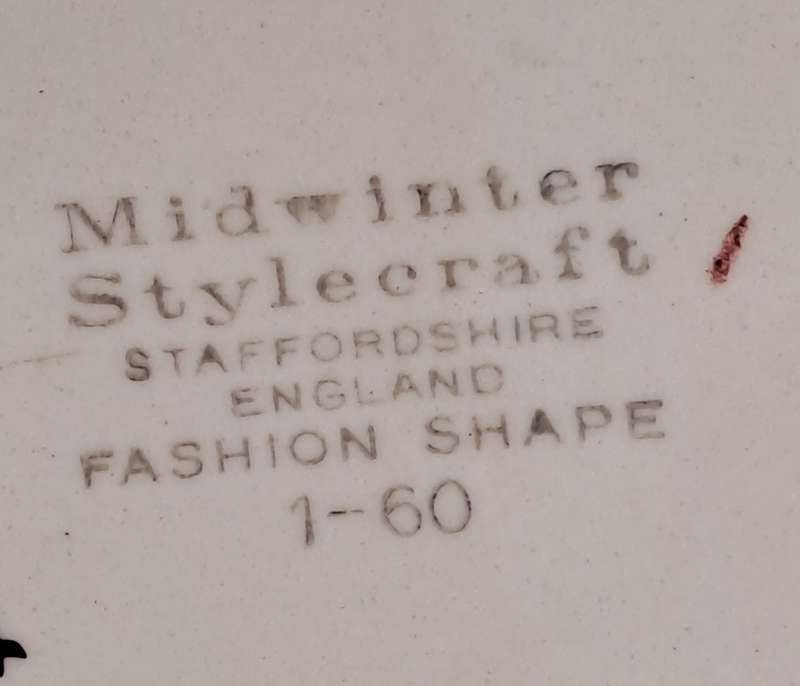 Midwinter
Stylecraft
STAFFORDSHIRE
ENGLAND
FASHION SHAPE
1-60